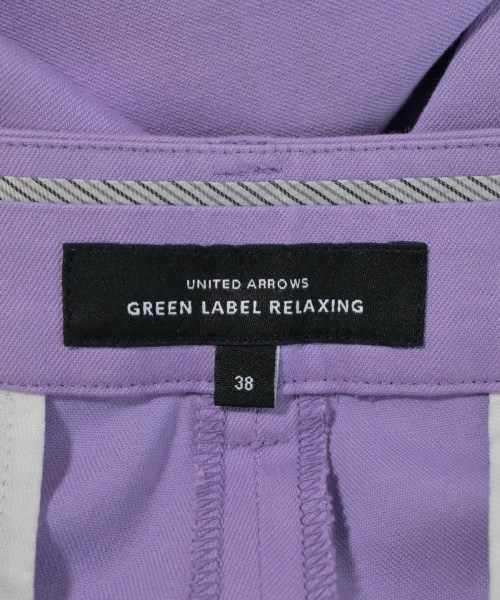 UNITED ARROWS
GREEN LABEL RELAXING
38